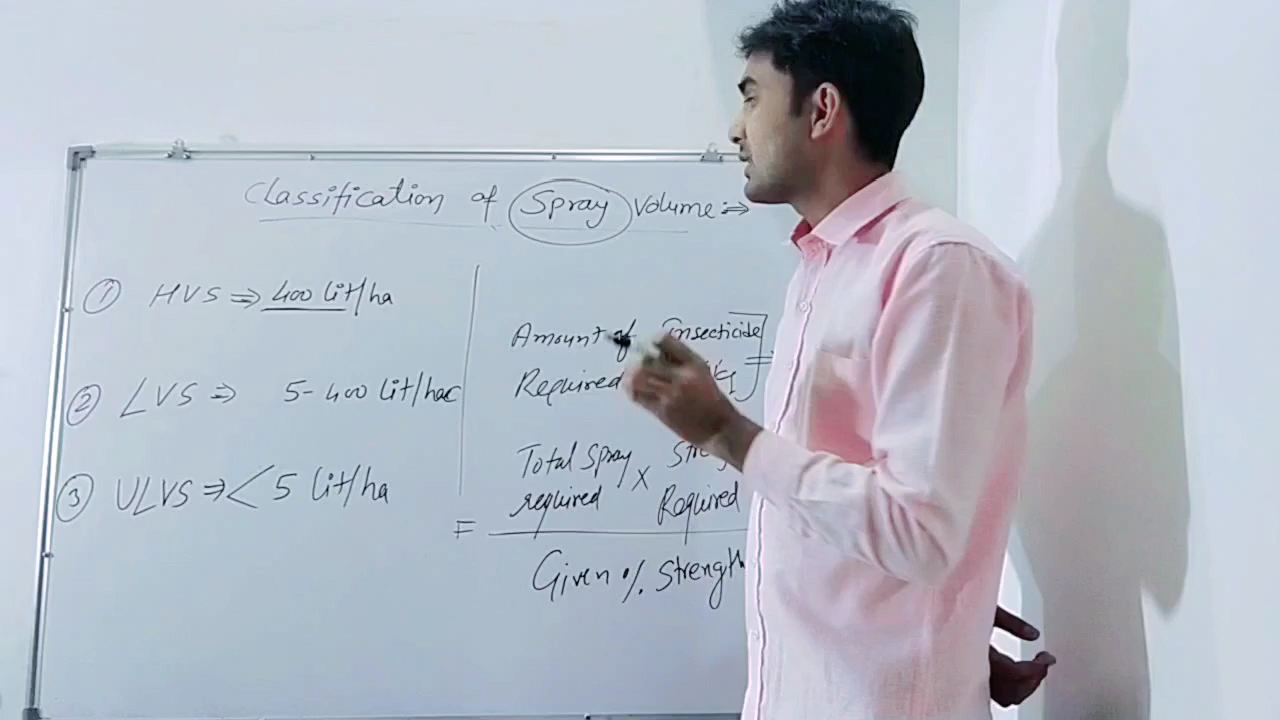 Classification of Spray Volume :⇒
① HVS ⇒ 400 lit/ha
② LVS ⇒ 5-400 lit/hac
③ ULVS ⇒ < 5 lit/ha
Amount of Insecticide
Required
=
Total Spray × 
required Required
=
Given % Strength